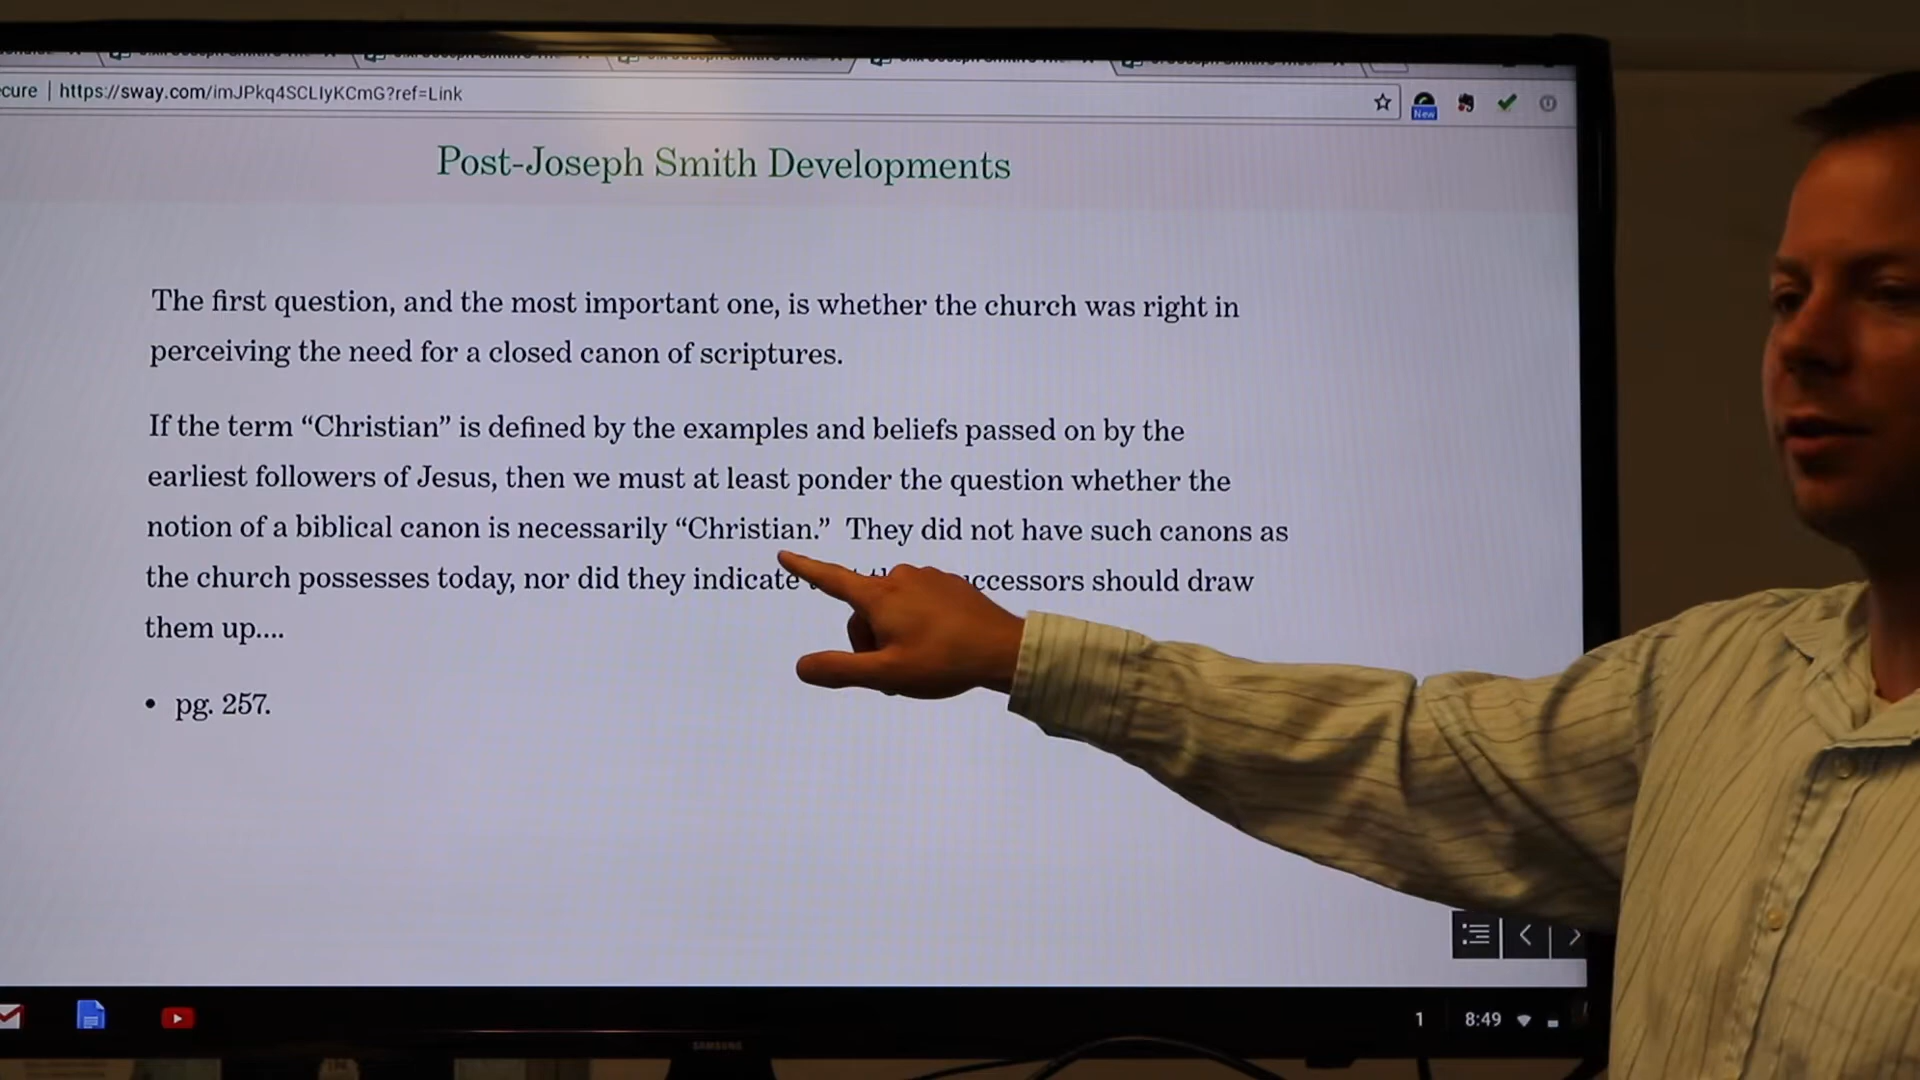 cure | https://sway.com/imJPkq4SCLIyKCmG?ref=Link
New
Post-Joseph Smith Developments
The first question, and the most important one, is whether the church was right in
perceiving the need for a closed canon of scriptures.
If the term “Christian” is defined by the examples and beliefs passed on by the
earliest followers of Jesus, then we must at least ponder the question whether the
notion of a biblical canon is necessarily “Christian.” They did not have such canons as
the church possesses today, nor did they indicate ccessors should draw
them up....
• pg. 257.
1 8:49
SAMSUNG